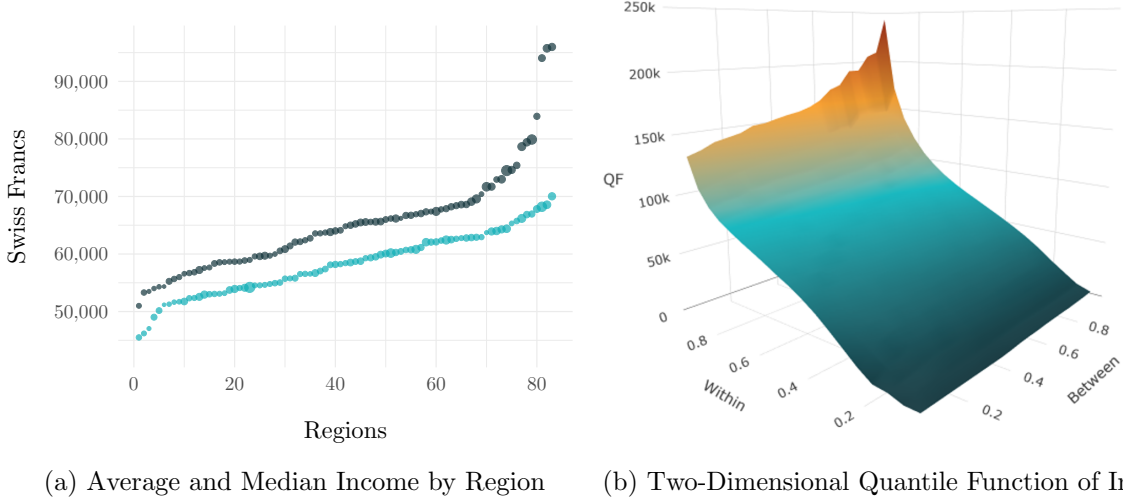 Swiss Francs
90,000
80,000
70,000
60,000
50,000
0 20 40 60 80
Regions
(a) Average and Median Income by Region
250k
200k
150k
100k
50k
0
QF
0.8
0.6
0.4
0.2
Within
0.8
0.6
0.4
0.2
Between
(b) Two-Dimensional Quantile Function of